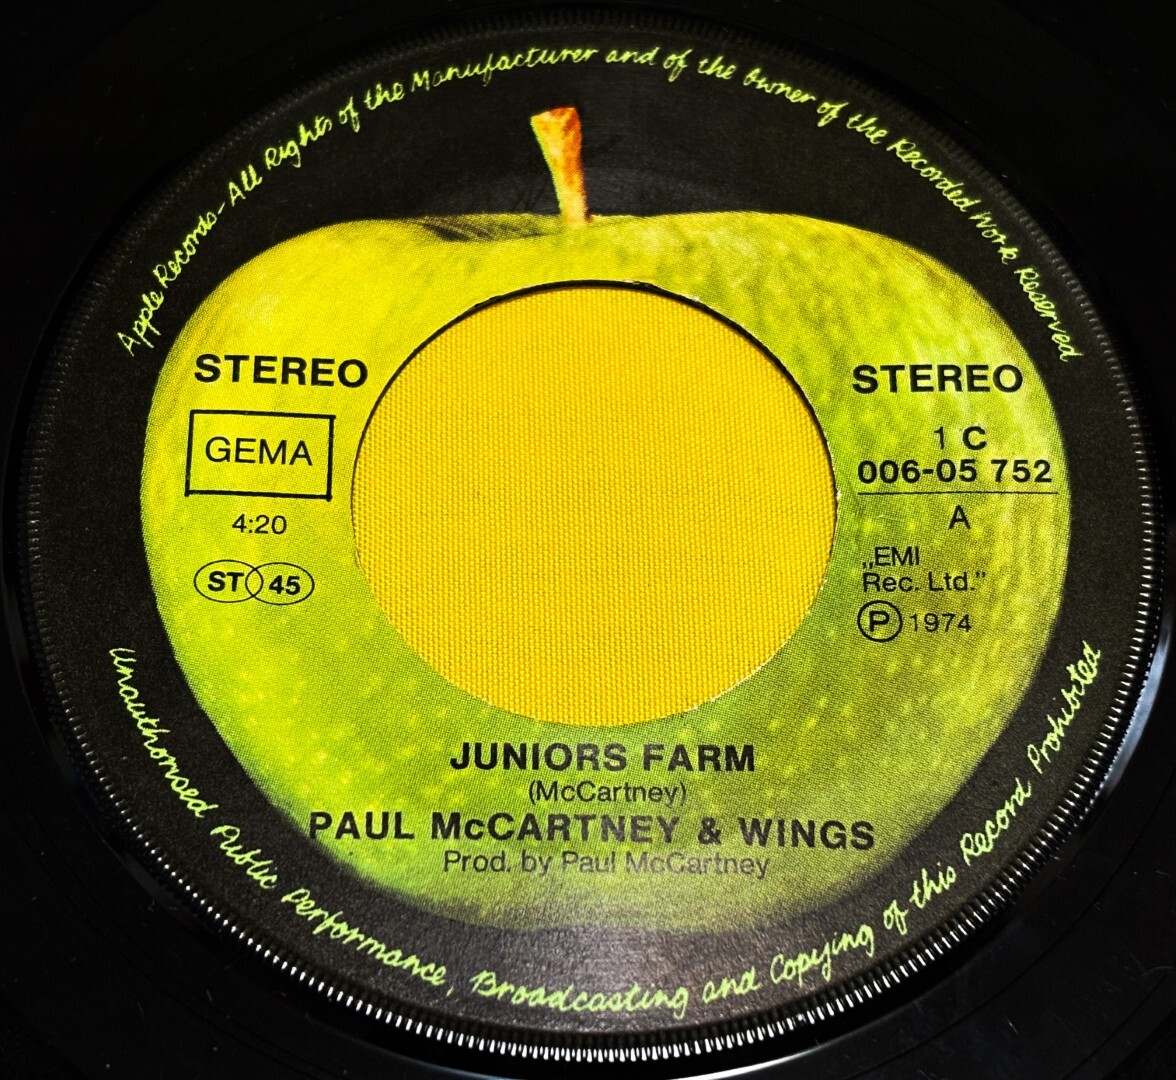 Apple Records-All Rights of the Manufacturer and of the Owner of the Recorded Work Reserved
STEREO
GEMA
4:20
ST 45
STEREO
1 C
006-05 752
A
„EMI
Rec. Ltd.”
Ⓟ 1974
JUNIORS FARM
(McCartney)
PAUL McCARTNEY & WINGS
Prod. by Paul McCartney
Unauthorised Public Performance, Broadcasting and Copying of this Record Prohibited